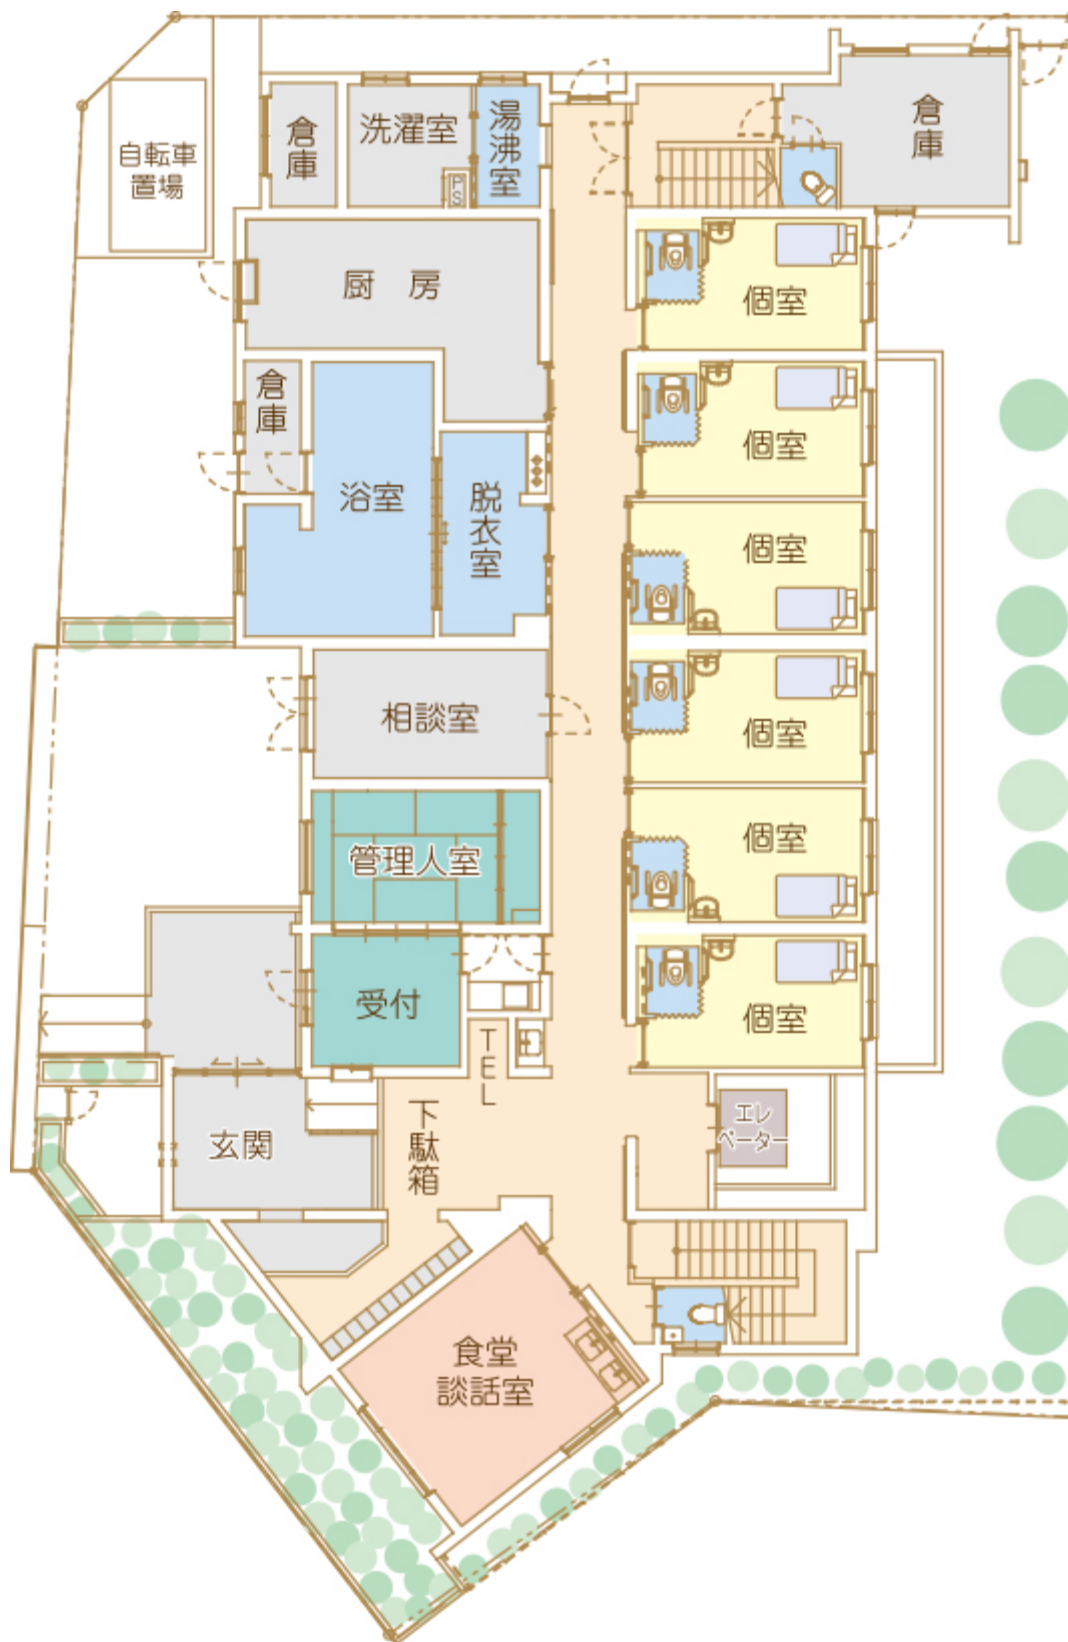 自転車
置場
倉庫
洗濯室
PS
湯沸室
倉庫
厨房
個室
倉庫
浴室
脱衣室
個室
個室
相談室
個室
管理人室
個室
受付
個室
TEL
下駄箱
玄関
エレ
ベーター
食堂
談話室